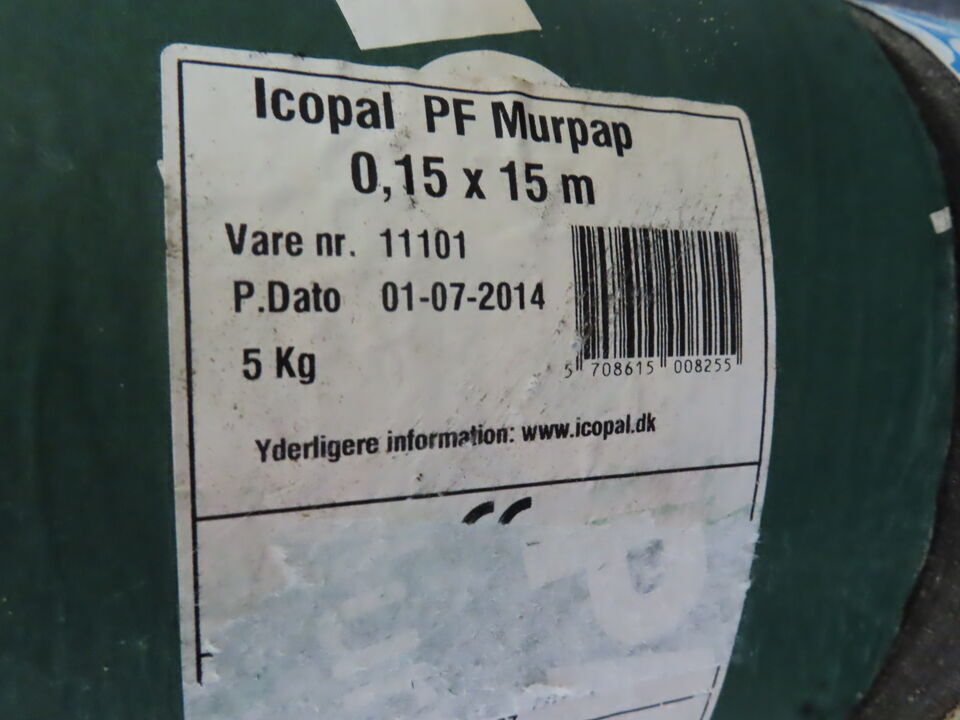 Icopal PF Murpap
0,15 x 15 m
Vare nr. 11101
P.Dato 01-07-2014
5 Kg
5 708615 008255
Yderligere information: www.icopal.dk